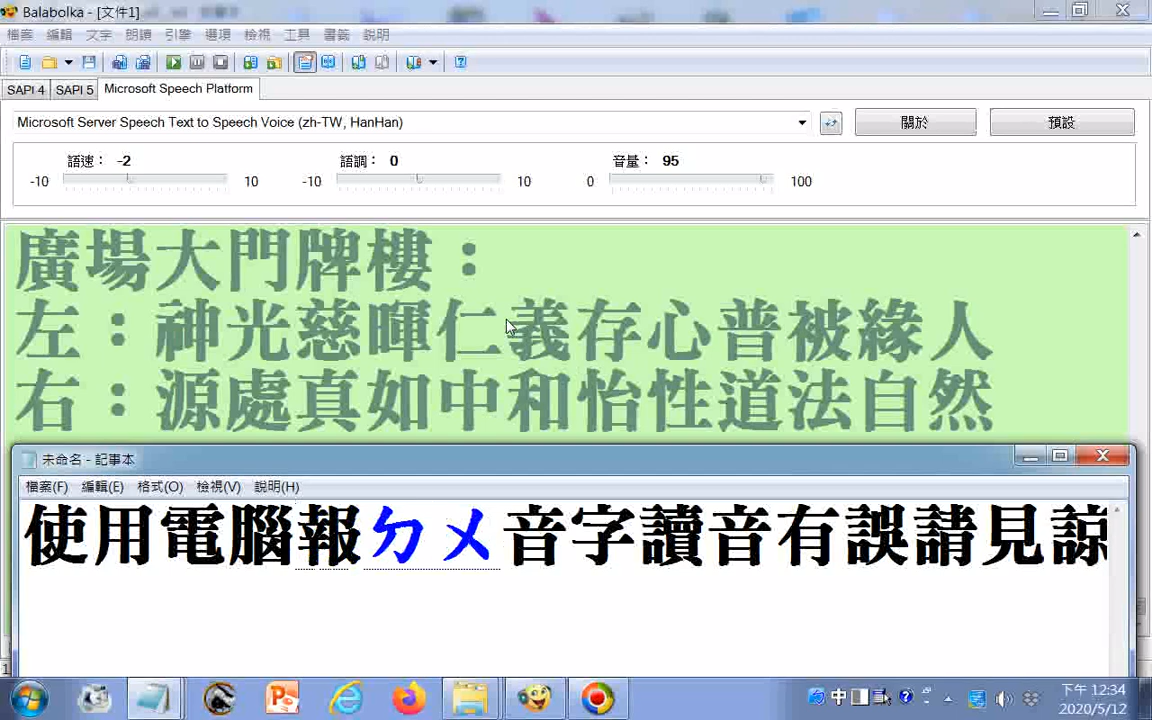 Balabolka - [文件1]
檔案 編輯 文字 朗讀 引擎 選項 檢視 工具 書籤 說明
SAPI 4 SAPI 5 Microsoft Speech Platform
Microsoft Server Speech Text to Speech Voice (zh-TW, HanHan) 關於 預設
語速： -2 語調： 0 音量： 95
-10 10 -10 10 0 100
廣場大門牌樓：
左：神光慈暉仁義存心普被緣人
右：源處真如中和怡性道法自然
未命名 - 記事本
檔案(F) 編輯(E) 格式(O) 檢視(V) 說明(H)
使用電腦報ㄉㄨ音字讀音有誤請見諒
中
下午 12:34
2020/5/12